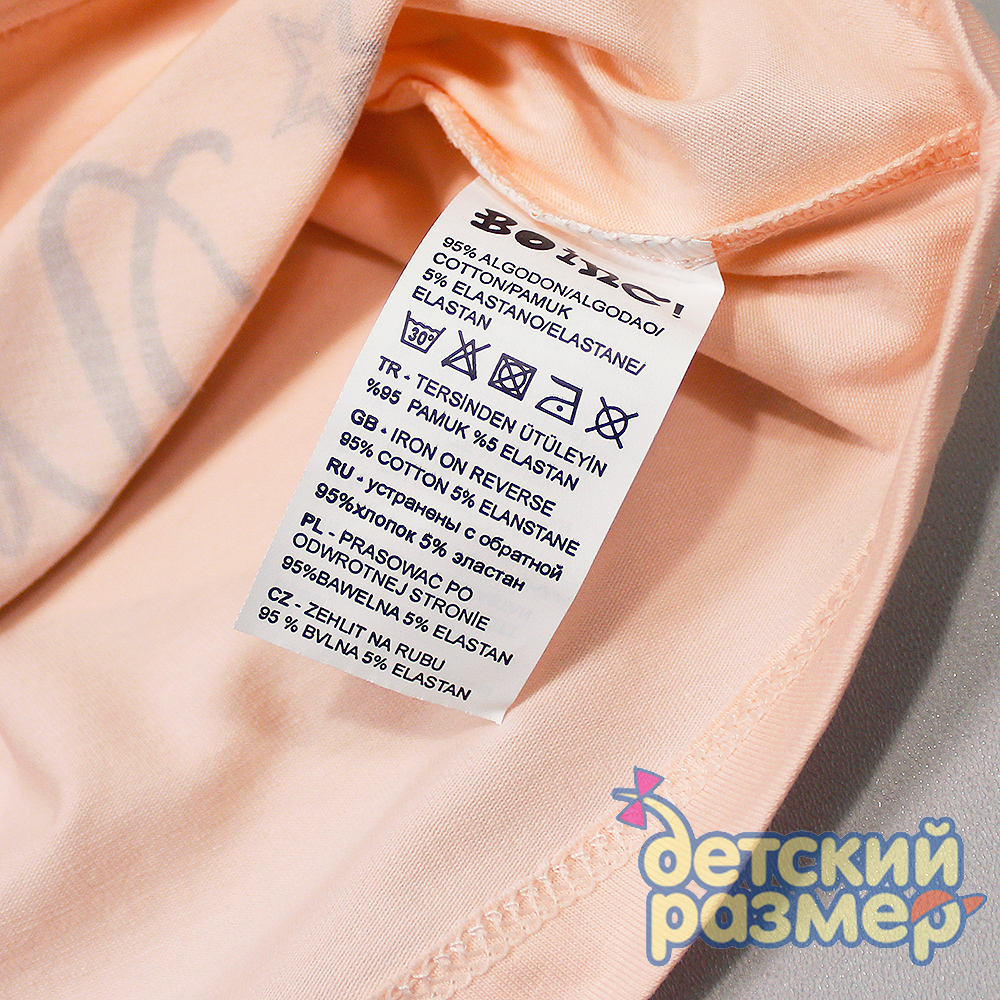 Boinc!
95% ALGODON/ALGODAO/
COTTON/PAMUK
5% ELASTANO/ELASTANE/
ELASTAN
30°
TR - TERSİNDEN ÜTÜLEYİN
%95 PAMUK %5 ELASTAN
GB - IRON ON REVERSE
95% COTTON 5% ELANSTANE
RU - устранены с обратной
95%хлопок 5% эластан
PL - PRASOWAĆ PO
ODWROTNEJ STRONIE
95%BAWELNA 5% ELASTAN
CZ - ZEHLIT NA RUBU
95 % BVLNA 5% ELASTAN
детский
размер